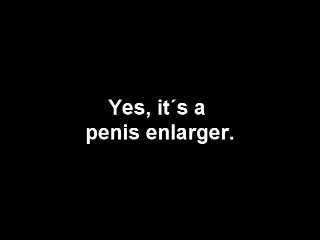 Yes, it´s a
penis enlarger.